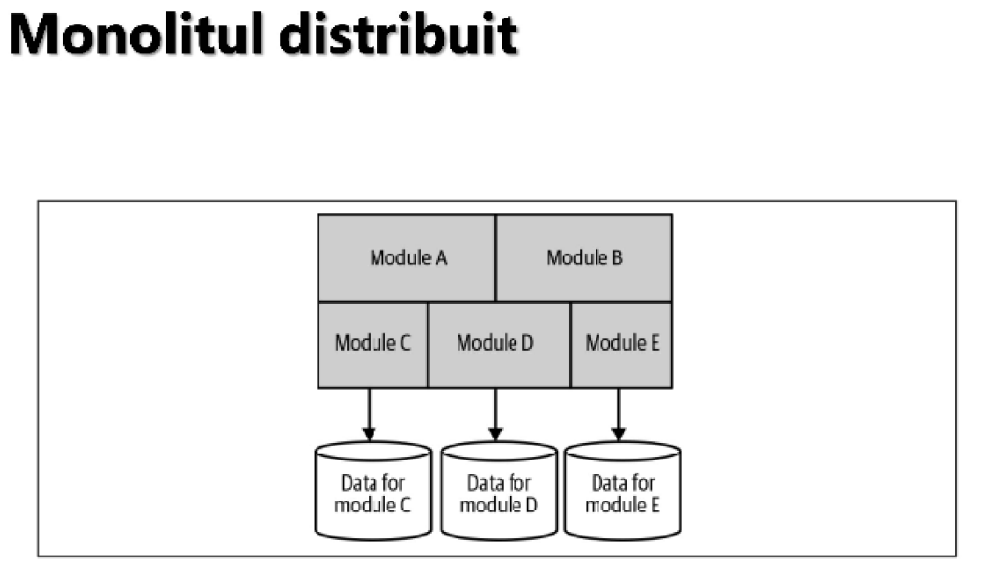 Monolitul distribuit
Module A
Module B
Module C
Module D
Module E
Data for
module C
Data for
module D
Data for
module E